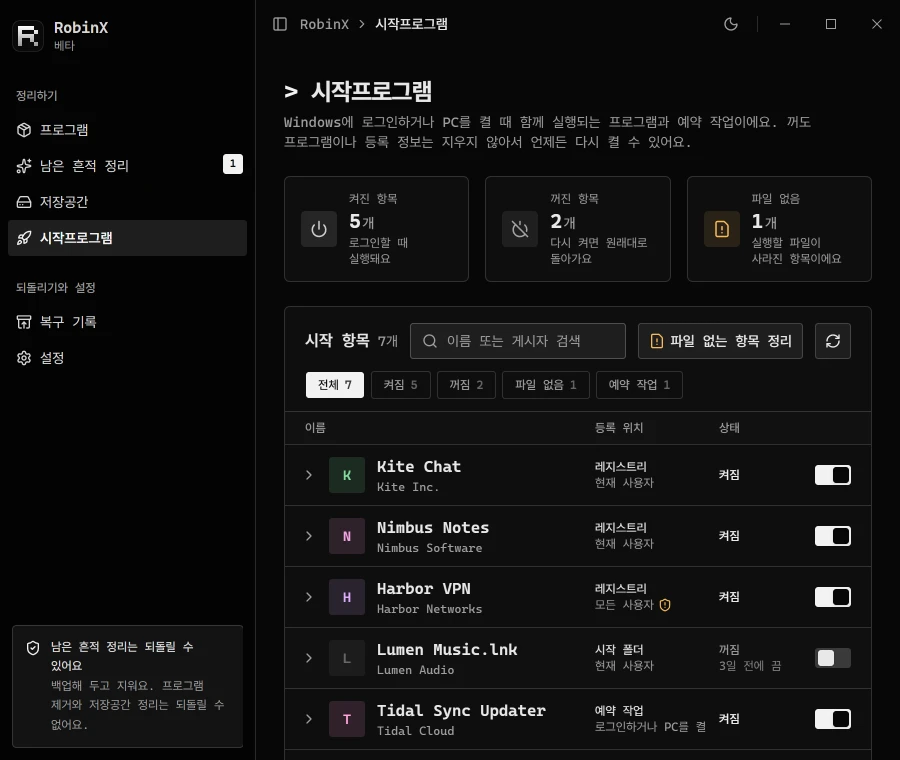 RobinX
베타
정리하기
프로그램
남은 흔적 정리
1
저장공간
시작프로그램
되돌리기와 설정
복구 기록
설정
남은 흔적 정리는 되돌릴 수
있어요
백업해 두고 지워요. 프로그램
제거와 저장공간 정리는 되돌릴 수
없어요.
RobinX > 시작프로그램
> 시작프로그램
Windows에 로그인하거나 PC를 켤 때 함께 실행되는 프로그램과 예약 작업이에요. 꺼도
프로그램이나 등록 정보는 지우지 않아서 언제든 다시 켤 수 있어요.
켜진 항목
5개
로그인할 때
실행돼요
꺼진 항목
2개
다시 켜면 원래대로
돌아가요
파일 없음
1개
실행할 파일이
사라진 항목이에요
시작 항목 7개
이름 또는 게시자 검색
파일 없는 항목 정리
전체 7
켜짐 5
꺼짐 2
파일 없음 1
예약 작업 1
이름
등록 위치
상태
K
Kite Chat
Kite Inc.
레지스트리
현재 사용자
켜짐
N
Nimbus Notes
Nimbus Software
레지스트리
현재 사용자
켜짐
H
Harbor VPN
Harbor Networks
레지스트리
모든 사용자
켜짐
L
Lumen Music.lnk
Lumen Audio
시작 폴더
현재 사용자
꺼짐
3일 전에 끔
T
Tidal Sync Updater
Tidal Cloud
예약 작업
로그인하거나 PC를 켤
켜짐